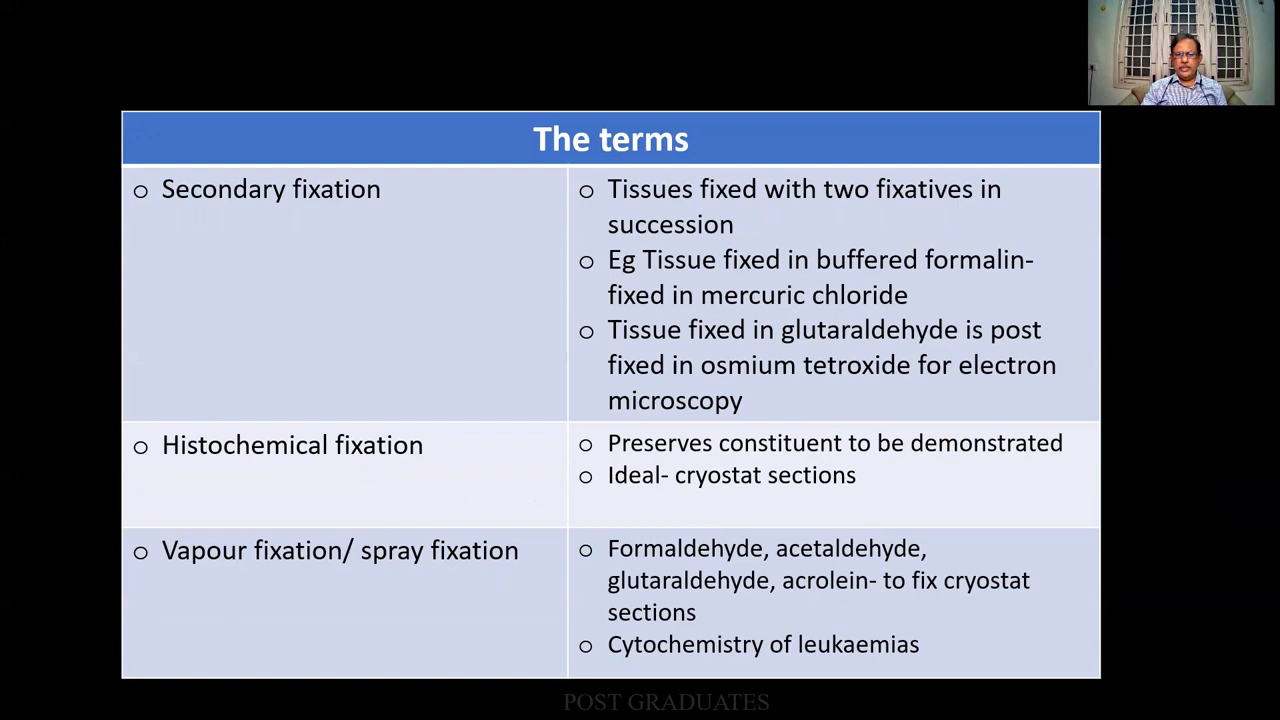 The terms
o Secondary fixation
o Tissues fixed with two fixatives in
succession
o Eg Tissue fixed in buffered formalin-
fixed in mercuric chloride
o Tissue fixed in glutaraldehyde is post
fixed in osmium tetroxide for electron
microscopy
o Histochemical fixation
o Preserves constituent to be demonstrated
o Ideal- cryostat sections
o Vapour fixation/ spray fixation
o Formaldehyde, acetaldehyde,
glutaraldehyde, acrolein- to fix cryostat
sections
o Cytochemistry of leukaemias
POST GRADUATES